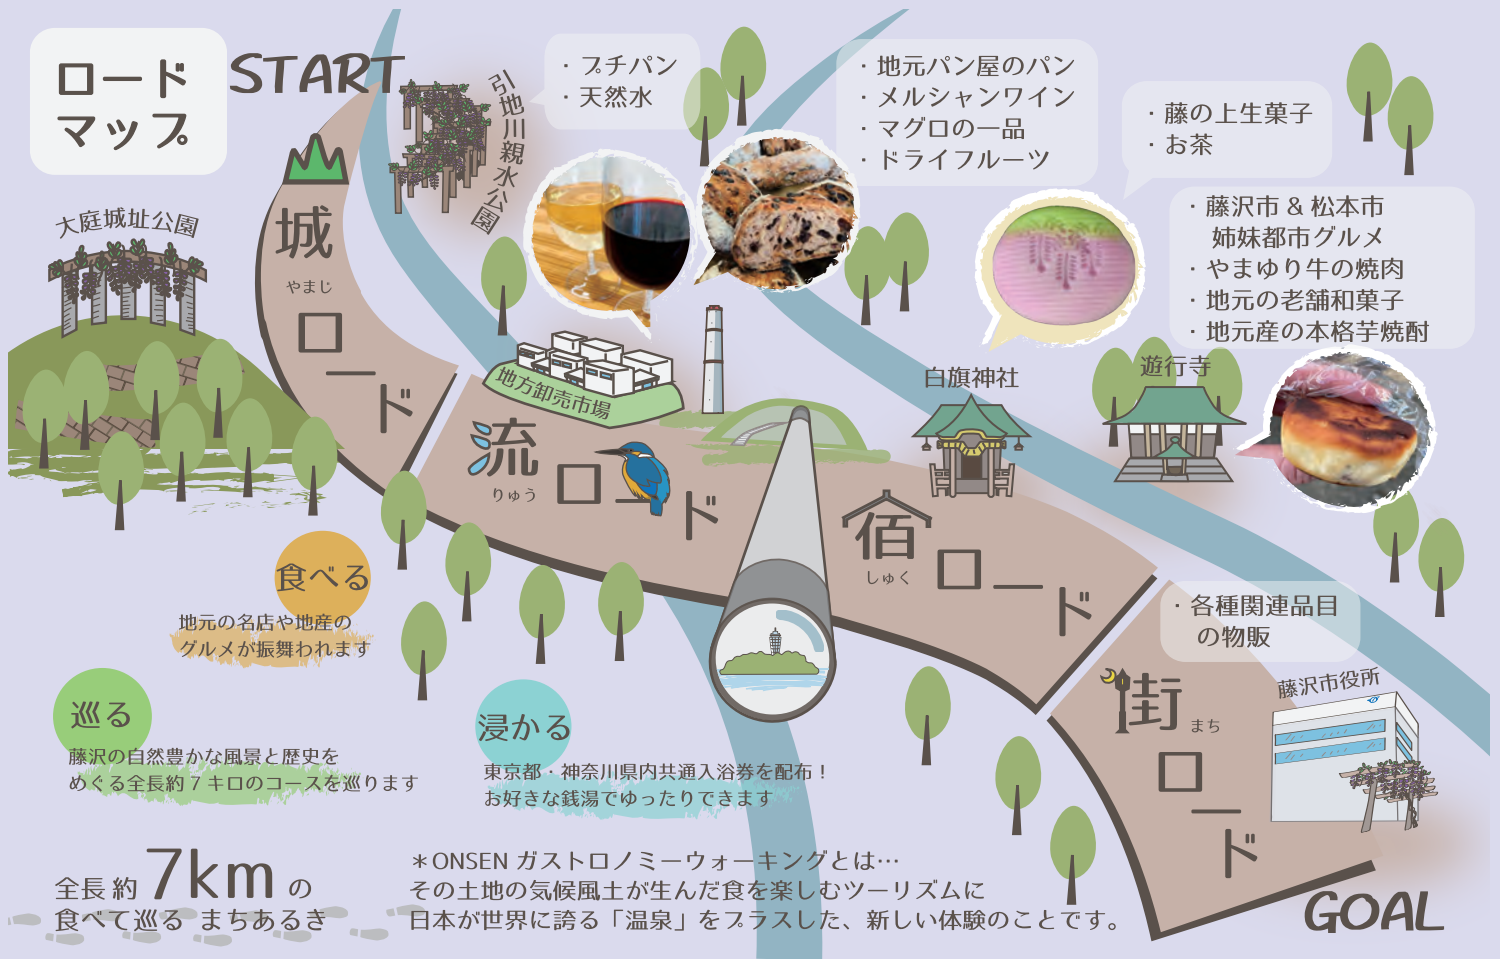 ロード
マップ
START
引地川親水公園
・プチパン
・天然水
・地元パン屋のパン
・メルシャンワイン
・マグロの一品
・ドライフルーツ
・藤の上生菓子
・お茶
・藤沢市 & 松本市
姉妹都市グルメ
・やまゆり牛の焼肉
・地元の老舗和菓子
・地元産の本格芋焼酎
大庭城址公園
城
やまじ
ロード
地方卸売市場
流
りゅう
ロード
白旗神社
遊行寺
宿
しゅく
ロード
・各種関連品目
の物販
藤沢市役所
街
まち
ロード
食べる
地元の名店や地産の
グルメが振舞われます
巡る
藤沢の自然豊かな風景と歴史を
めぐる全長約7キロのコースを巡ります
浸かる
東京都・神奈川県内共通入浴券を配布!
お好きな銭湯でゆったりできます
全長約 7km の
食べて巡る まちあるき
＊ONSEN ガストロノミーウォーキングとは…
その土地の気候風土が生んだ食を楽しむツーリズムに
日本が世界に誇る「温泉」をプラスした、新しい体験のことです。
GOAL